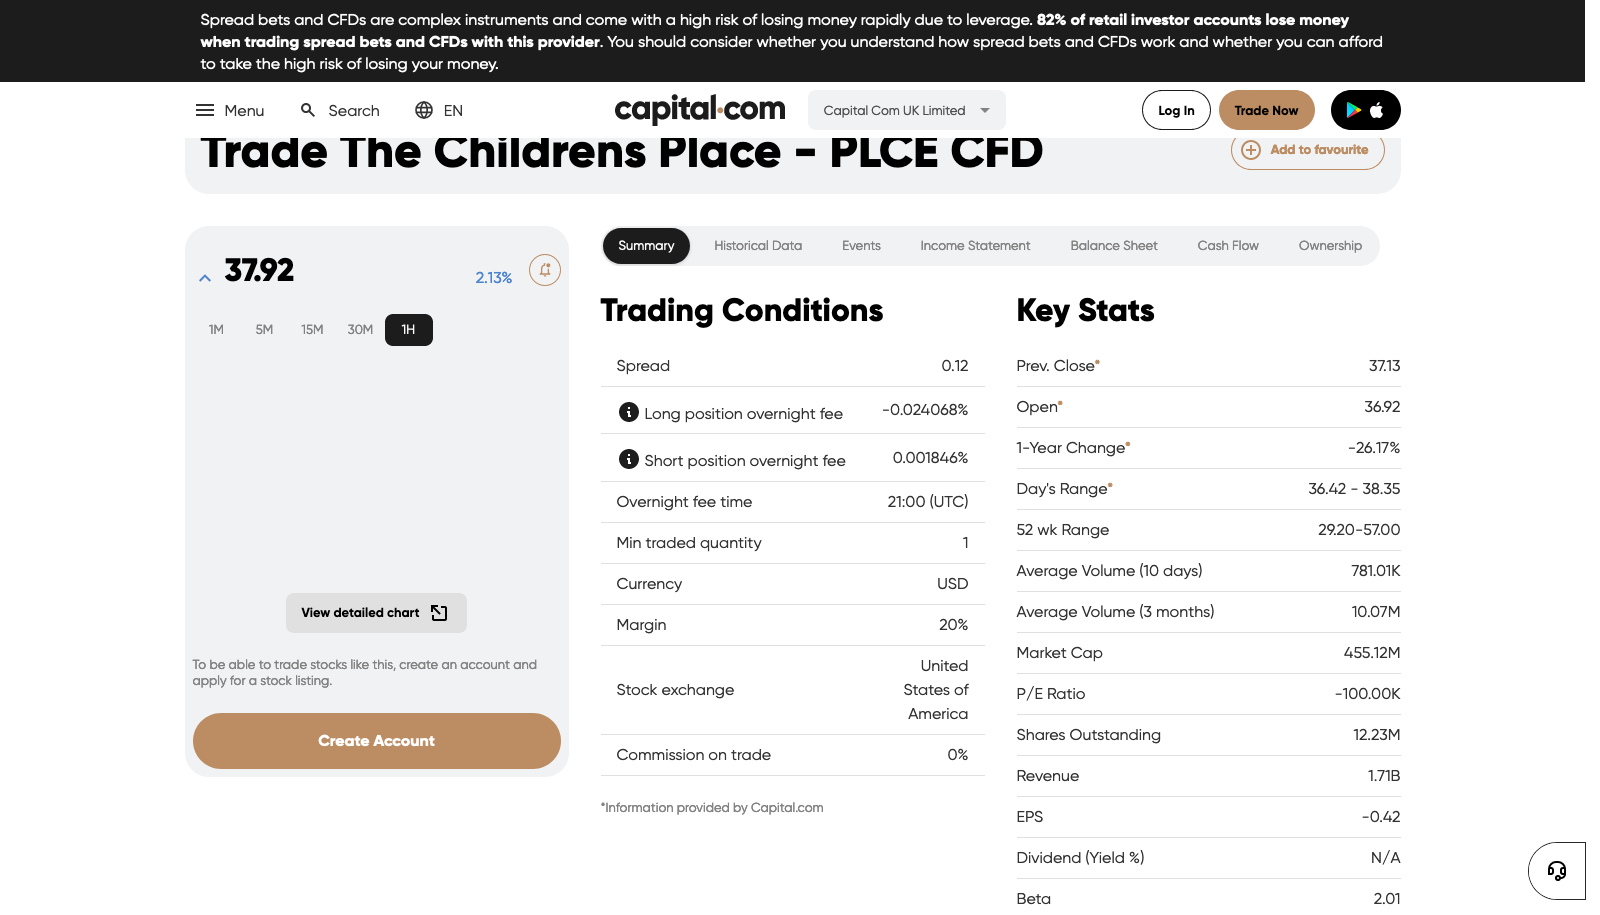 Spread bets and CFDs are complex instruments and come with a high risk of losing money rapidly due to leverage. 82% of retail investor accounts lose money
when trading spread bets and CFDs with this provider. You should consider whether you understand how spread bets and CFDs work and whether you can afford
to take the high risk of losing your money.
Menu
Search
EN
capital.com
Capital Com UK Limited
Log In
Trade Now
Trade The Childrens Place - PLCE CFD
Add to favourite
37.92
2.13%
1M 5M 15M 30M 1H
View detailed chart
To be able to trade stocks like this, create an account and
apply for a stock listing.
Create Account
Summary Historical Data Events Income Statement Balance Sheet Cash Flow Ownership
Trading Conditions
Spread 0.12
Long position overnight fee -0.024068%
Short position overnight fee 0.001846%
Overnight fee time 21:00 (UTC)
Min traded quantity 1
Currency USD
Margin 20%
Stock exchange United
States of
America
Commission on trade 0%
*Information provided by Capital.com
Key Stats
Prev. Close* 37.13
Open* 36.92
1-Year Change* -26.17%
Day's Range* 36.42 - 38.35
52 wk Range 29.20-57.00
Average Volume (10 days) 781.01K
Average Volume (3 months) 10.07M
Market Cap 455.12M
P/E Ratio -100.00K
Shares Outstanding 12.23M
Revenue 1.71B
EPS -0.42
Dividend (Yield %) N/A
Beta 2.01